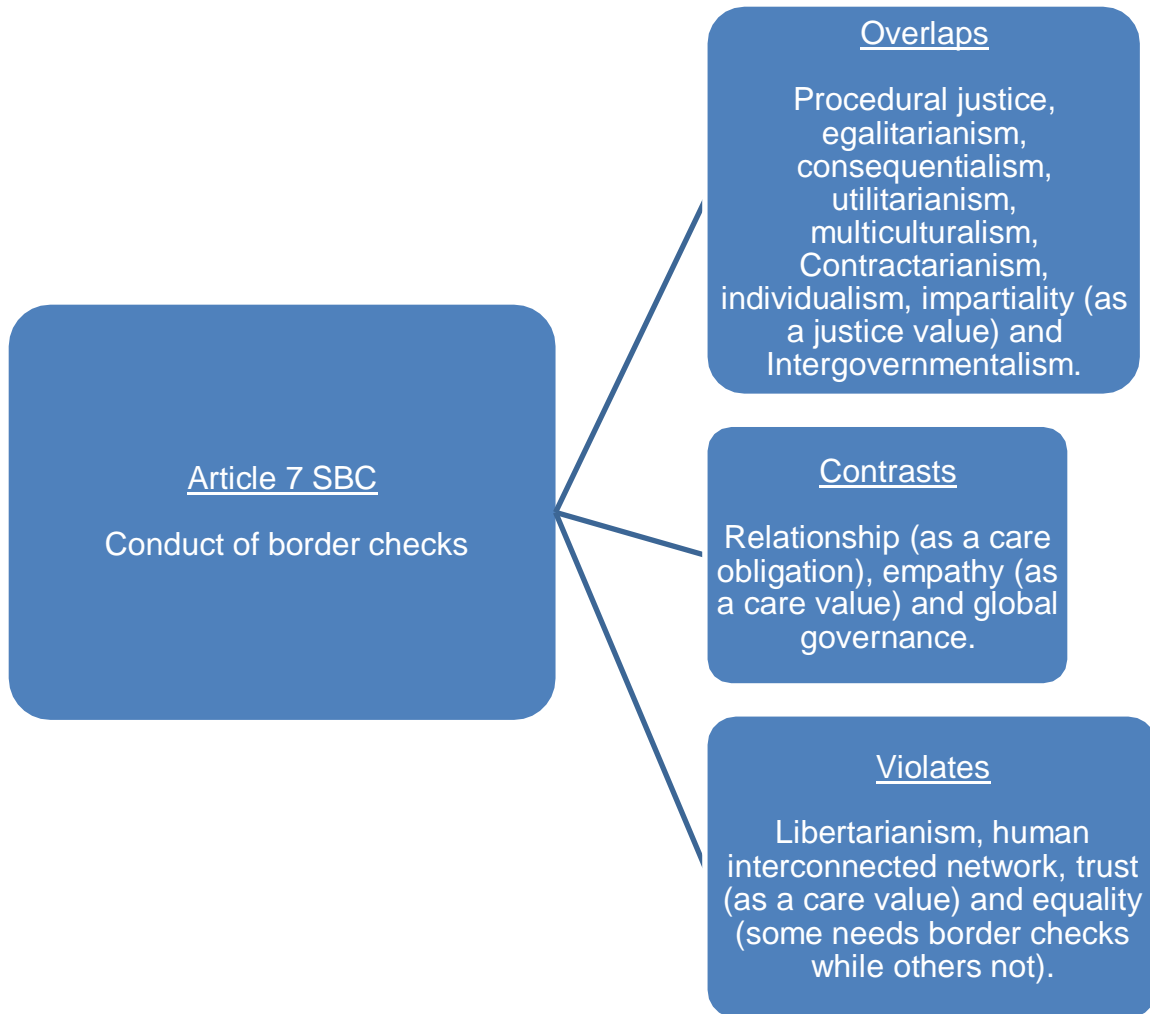 Article 7 SBC
Conduct of border checks
Overlaps
Procedural justice,
egalitarianism,
consequentialism,
utilitarianism,
multiculturalism,
Contractarianism,
individualism, impartiality (as
a justice value) and
Intergovernmentalism.
Contrasts
Relationship (as a care
obligation), empathy (as
a care value) and global
governance.
Violates
Libertarianism, human
interconnected network, trust
(as a care value) and equality
(some needs border checks
while others not).